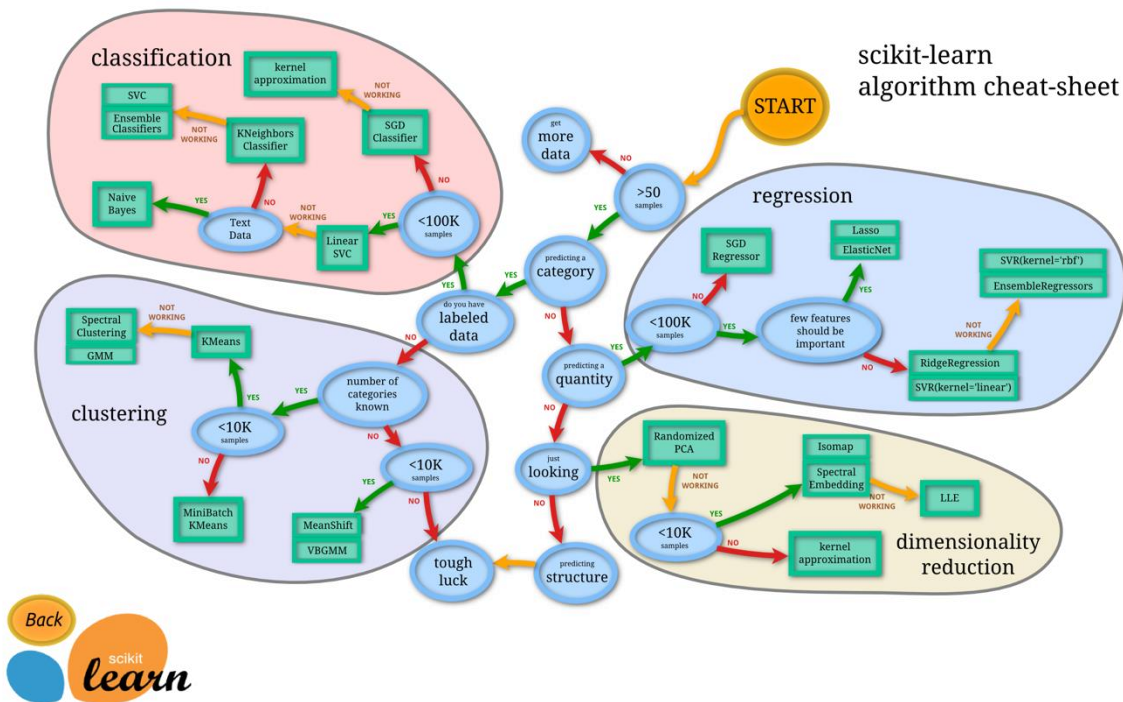 scikit-learn
algorithm cheat-sheet
START
classification
kernel
approximation
NOT
WORKING
SVC
Ensemble
Classifiers
NOT
WORKING
KNeighbors
Classifier
SGD
Classifier
NO
Naive
Bayes
YES
Text
Data
NO
NOT
WORKING
Linear
SVC
YES
<100K
samples
YES
get
more
data
NO
>50
samples
YES
predicting a
category
YES
NO
do you have
labeled
data
NO
predicting a
quantity
YES
NO
just
looking
YES
NO
predicting
structure
tough
luck
regression
SGD
Regressor
NO
<100K
samples
YES
Lasso
ElasticNet
YES
few features
should be
important
NO
SVR(kernel='rbf')
EnsembleRegressors
NOT
WORKING
RidgeRegression
SVR(kernel='linear')
clustering
Spectral
Clustering
GMM
NOT
WORKING
KMeans
YES
<10K
samples
YES
number of
categories
known
NO
NO
MiniBatch
KMeans
<10K
samples
YES
NO
MeanShift
VBGMM
Randomized
PCA
NOT
WORKING
<10K
samples
YES
NO
Isomap
Spectral
Embedding
NOT
WORKING
LLE
kernel
approximation
dimensionality
reduction
Back
scikit
learn